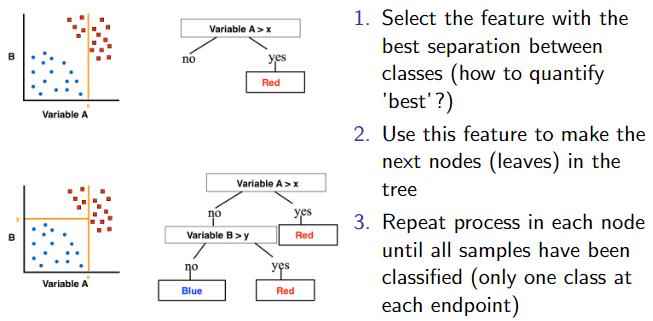 B
Variable A
x
Variable A > x
no
yes
Red
y
B
Variable A
x
Variable A > x
no
yes
Variable B > y
Red
no
yes
Blue
Red
1. Select the feature with the
best separation between
classes (how to quantify
'best'?)
2. Use this feature to make the
next nodes (leaves) in the
tree
3. Repeat process in each node
until all samples have been
classified (only one class at
each endpoint)